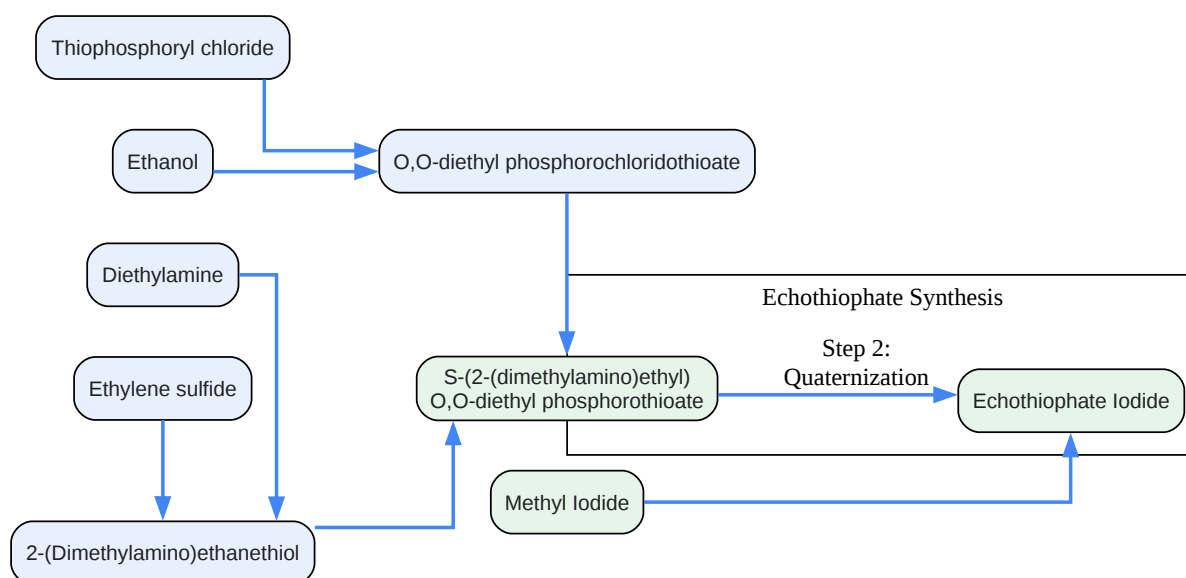 Thiophosphoryl chloride
Ethanol
O,O-diethyl phosphorochloridothioate
Diethylamine
Echothiophate Synthesis
Ethylene sulfide
S-(2-(dimethylamino)ethyl)
O,O-diethyl phosphorothioate
Step 2:
Quaternization
Echothiophate Iodide
Methyl Iodide
2-(Dimethylamino)ethanethiol